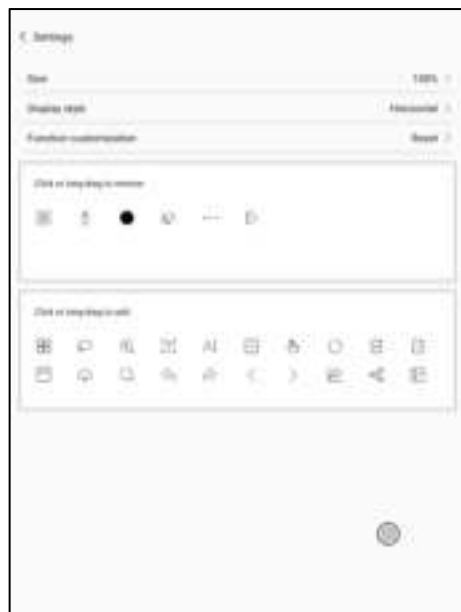 Settings
Size 100%
Display style Horizontal
Function customization Reset
Click or long drag to remove
Click or long drag to add